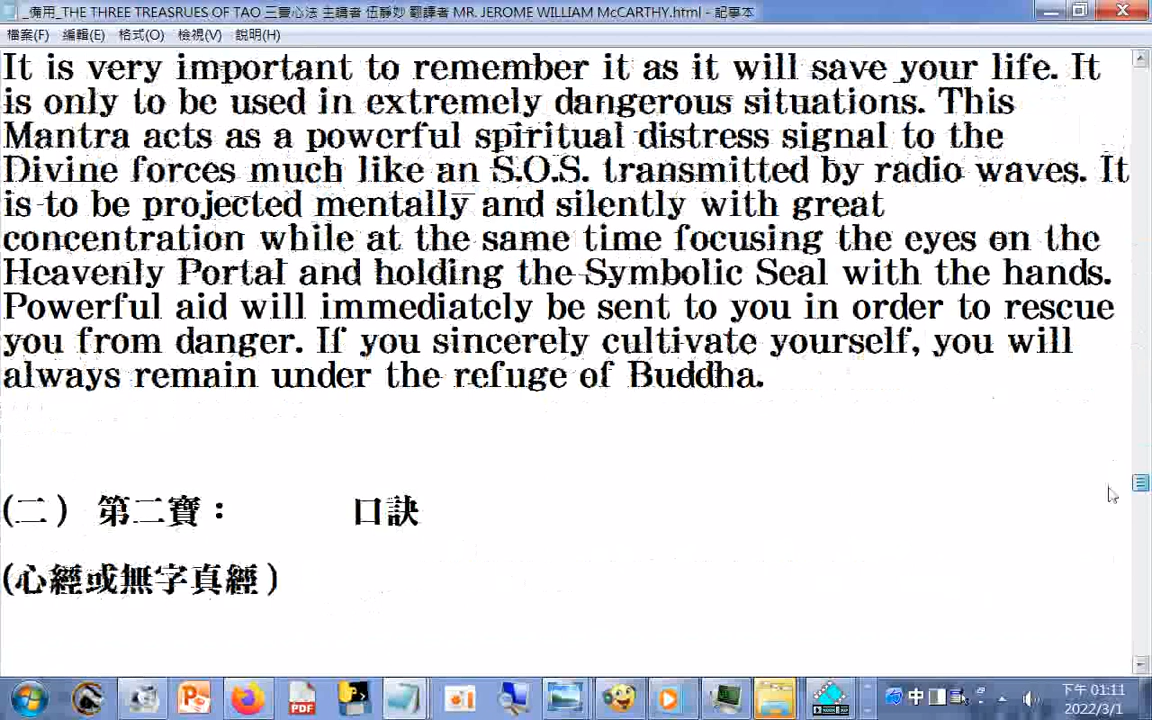 _備用_THE THREE TREASRUES OF TAO 三寶心法 主講者 伍靜妙 翻譯者 MR. JEROME WILLIAM McCARTHY.html - 記事本
檔案(F) 編輯(E) 格式(O) 檢視(V) 說明(H)
It is very important to remember it as it will save your life. It
is only to be used in extremely dangerous situations. This
Mantra acts as a powerful spiritual distress signal to the
Divine forces much like an S.O.S. transmitted by radio waves. It
is to be projected mentally and silently with great
concentration while at the same time focusing the eyes on the
Heavenly Portal and holding the Symbolic Seal with the hands.
Powerful aid will immediately be sent to you in order to rescue
you from danger. If you sincerely cultivate yourself, you will
always remain under the refuge of Buddha.
(二) 第二寶： 口訣
(心經或無字真經)
PDF
中
下午 01:11
2022/3/1